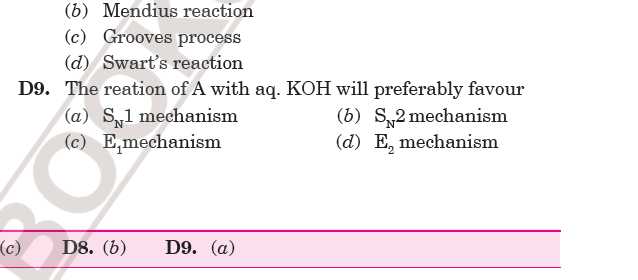 (b) Mendius reaction
(c) Grooves process
(d) Swart's reaction
D9. The reation of A with aq. KOH will preferably favour
(a) S_N1 mechanism (b) S_N2 mechanism
(c) E_1 mechanism (d) E_2 mechanism
BOOK
(c) D8. (b) D9. (a)